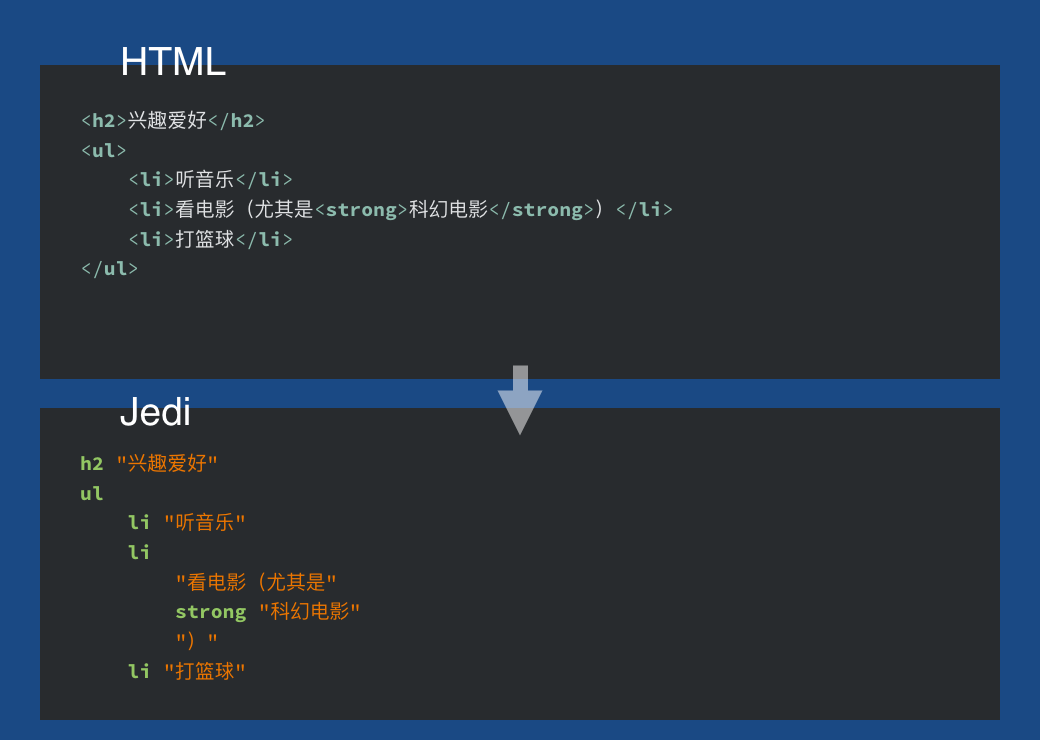 HTML
<h2>兴趣爱好</h2>
<ul>
    <li>听音乐</li>
    <li>看电影（尤其是<strong>科幻电影</strong>）</li>
    <li>打篮球</li>
</ul>
Jedi
h2 "兴趣爱好"
ul
    li "听音乐"
    li
        "看电影（尤其是"
        strong "科幻电影"
        "）"
    li "打篮球"